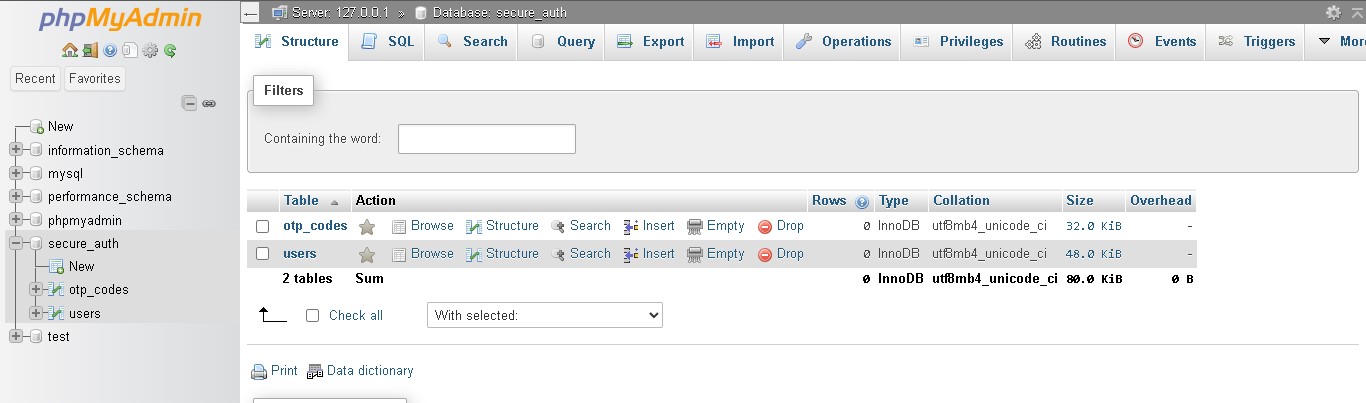 phpMyAdmin
Recent Favorites
New
information_schema
mysql
performance_schema
phpmyadmin
secure_auth
New
otp_codes
users
test
Server: 127.0.0.1 » Database: secure_auth
Structure SQL Search Query Export Import Operations Privileges Routines Events Triggers More
Filters
Containing the word:
Table Action Rows Type Collation Size Overhead
otp_codes Browse Structure Search Insert Empty Drop 0 InnoDB utf8mb4_unicode_ci 32.0 KiB -
users Browse Structure Search Insert Empty Drop 0 InnoDB utf8mb4_unicode_ci 48.0 KiB -
2 tables Sum 0 InnoDB utf8mb4_unicode_ci 80.0 KiB 0 B
Check all With selected:
Print Data dictionary